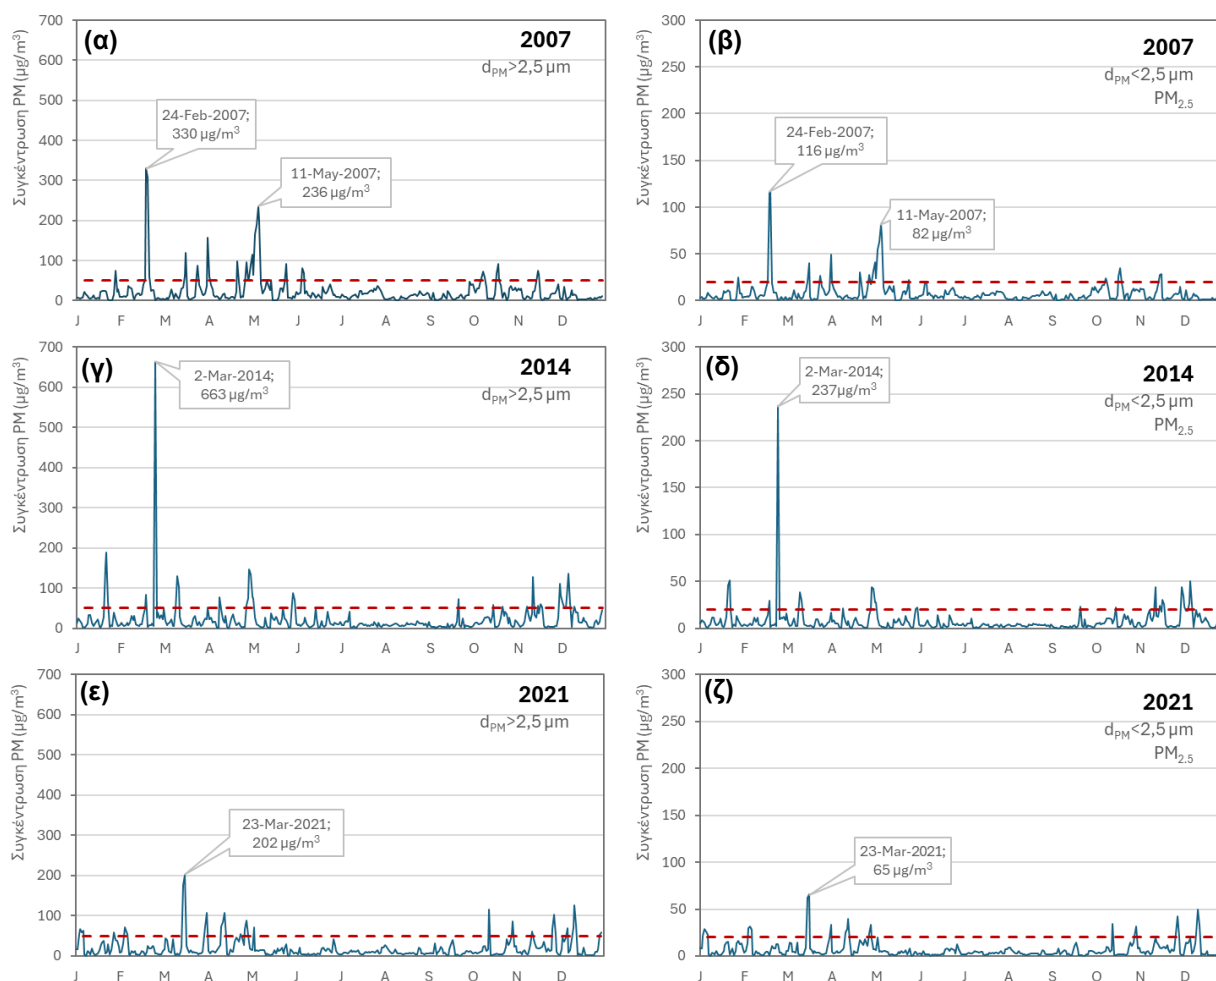 (α)
2007
dPM>2,5 μm
Συγκέντρωση PM (μg/m³)
700
600
500
400
300
200
100
0
24-Feb-2007;
330 μg/m³
11-May-2007;
236 μg/m³
J F M A M J J A S O N D
(β)
2007
dPM<2,5 μm
PM2.5
Συγκέντρωση PM (μg/m³)
300
250
200
150
100
50
0
24-Feb-2007;
116 μg/m³
11-May-2007;
82 μg/m³
J F M A M J J A S O N D
(γ)
2014
dPM>2,5 μm
Συγκέντρωση PM (μg/m³)
700
600
500
400
300
200
100
0
2-Mar-2014;
663 μg/m³
J F M A M J J A S O N D
(δ)
2014
dPM<2,5 μm
PM2.5
Συγκέντρωση PM (μg/m³)
300
250
200
150
100
50
0
2-Mar-2014;
237μg/m³
J F M A M J J A S O N D
(ε)
2021
dPM>2,5 μm
Συγκέντρωση PM (μg/m³)
700
600
500
400
300
200
100
0
23-Mar-2021;
202 μg/m³
J F M A M J J A S O N D
(ζ)
2021
dPM<2,5 μm
PM2.5
Συγκέντρωση PM (μg/m³)
300
250
200
150
100
50
0
23-Mar-2021;
65 μg/m³
J F M A M J J A S O N D